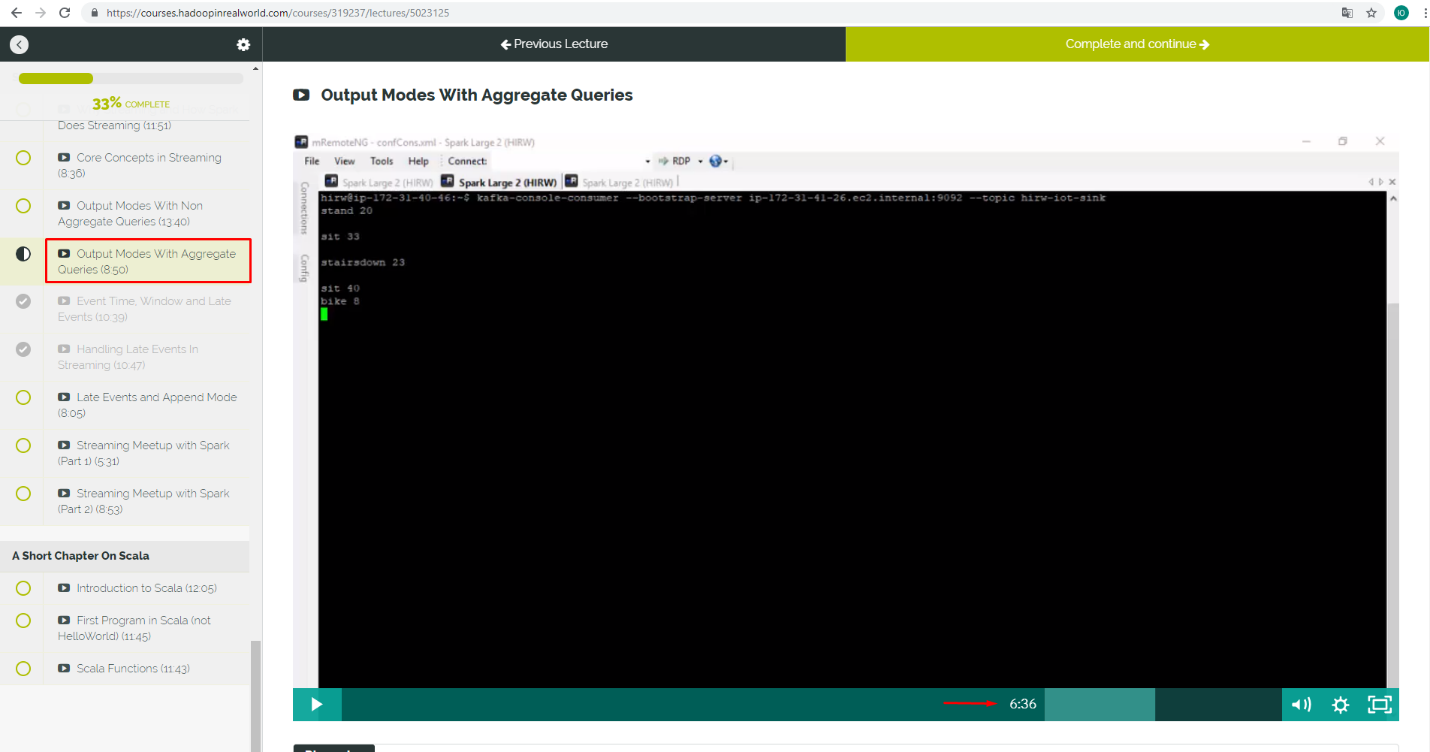 https://courses.hadoopinrealworld.com/courses/319237/lectures/5023125
IO
Previous Lecture
Complete and continue
33% COMPLETE
Does Streaming (11:51)
Core Concepts in Streaming
(8:36)
Output Modes With Non
Aggregate Queries (13:40)
Output Modes With Aggregate
Queries (8:50)
Event Time, Window and Late
Events (10:39)
Handling Late Events In
Streaming (10:47)
Late Events and Append Mode
(8:05)
Streaming Meetup with Spark
(Part 1) (5:31)
Streaming Meetup with Spark
(Part 2) (8:53)
A Short Chapter On Scala
Introduction to Scala (12:05)
First Program in Scala (not
HelloWorld) (11:45)
Scala Functions (11:43)
Output Modes With Aggregate Queries
mRemoteNG - confCons.xml - Spark Large 2 (HIRW)
File View Tools Help Connect: RDP
Connections
Config
Spark Large 2 (HIRW) Spark Large 2 (HIRW) Spark Large 2 (HIRW)
hirw@ip-172-31-40-46:~$ kafka-console-consumer --bootstrap-server ip-172-31-41-26.ec2.internal:9092 --topic hirw-iot-sink
stand 20
sit 33
stairsdown 23
sit 40
bike 8
6:36